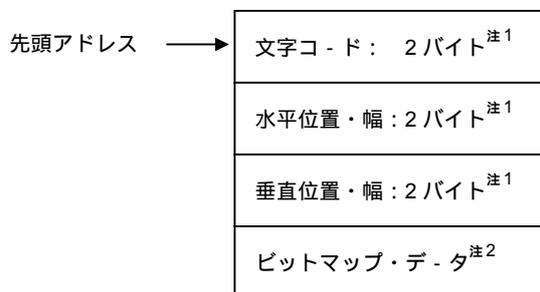 先頭アドレス
文字コ-ド： 2バイト注1
水平位置・幅：2バイト注1
垂直位置・幅：2バイト注1
ビットマップ・デ-タ注2